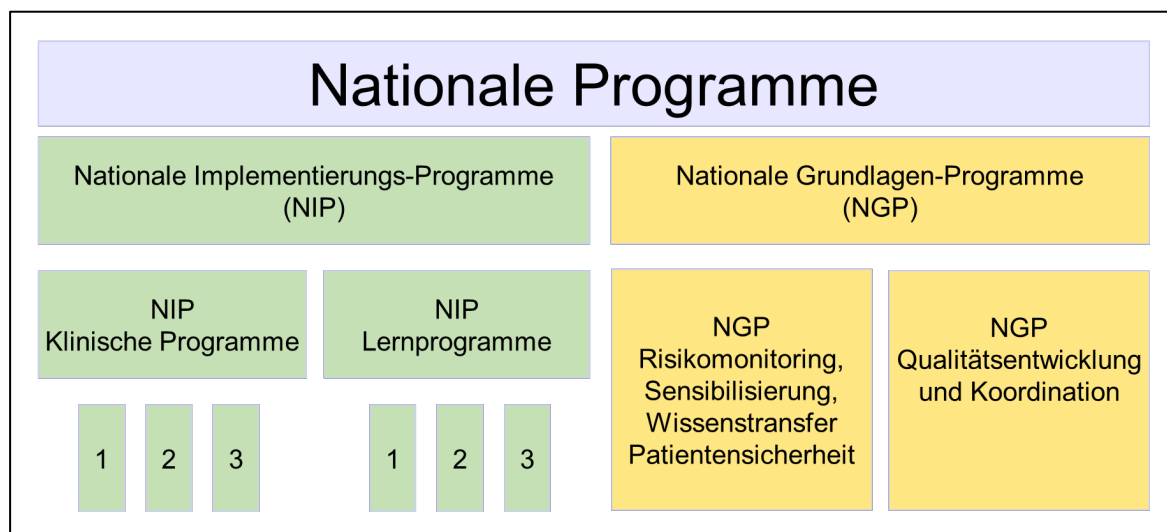 Nationale Programme
Nationale Implementierungs-Programme
(NIP)
Nationale Grundlagen-Programme
(NGP)
NIP
Klinische Programme
NIP
Lernprogramme
NGP
Risikomonitoring,
Sensibilisierung,
Wissenstransfer
Patientensicherheit
NGP
Qualitätsentwicklung
und Koordination
1
2
3
1
2
3